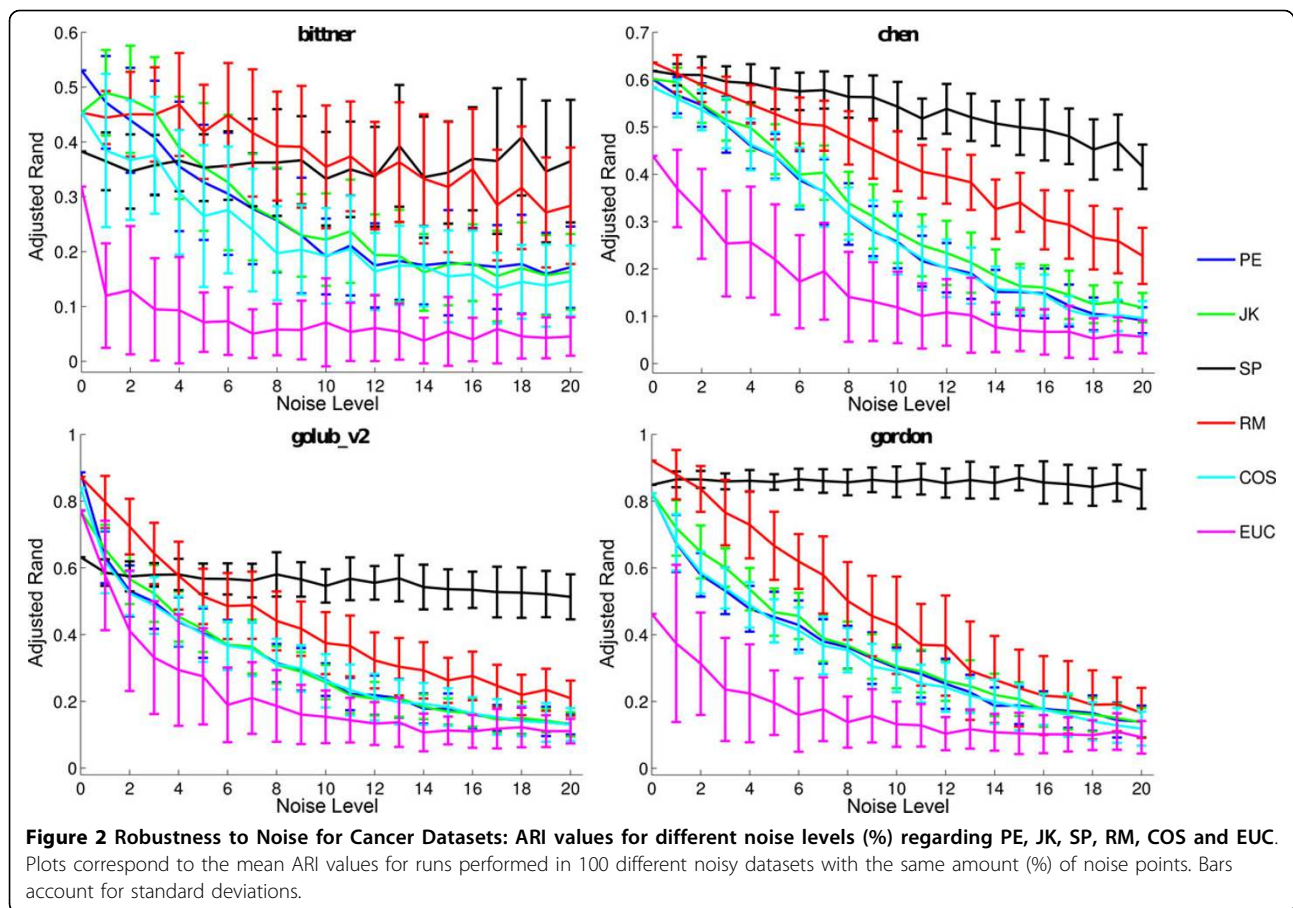 bittner
Adjusted Rand
0.6
0.5
0.4
0.3
0.2
0.1
0
0 2 4 6 8 10 12 14 16 18 20
Noise Level
chen
Adjusted Rand
0.7
0.6
0.5
0.4
0.3
0.2
0.1
0
0 2 4 6 8 10 12 14 16 18 20
Noise Level
golub_v2
Adjusted Rand
1
0.8
0.6
0.4
0.2
0
0 2 4 6 8 10 12 14 16 18 20
Noise Level
gordon
Adjusted Rand
1
0.8
0.6
0.4
0.2
0
0 2 4 6 8 10 12 14 16 18 20
Noise Level
PE
JK
SP
RM
COS
EUC
Figure 2 Robustness to Noise for Cancer Datasets: ARI values for different noise levels (%) regarding PE, JK, SP, RM, COS and EUC.
Plots correspond to the mean ARI values for runs performed in 100 different noisy datasets with the same amount (%) of noise points. Bars
account for standard deviations.